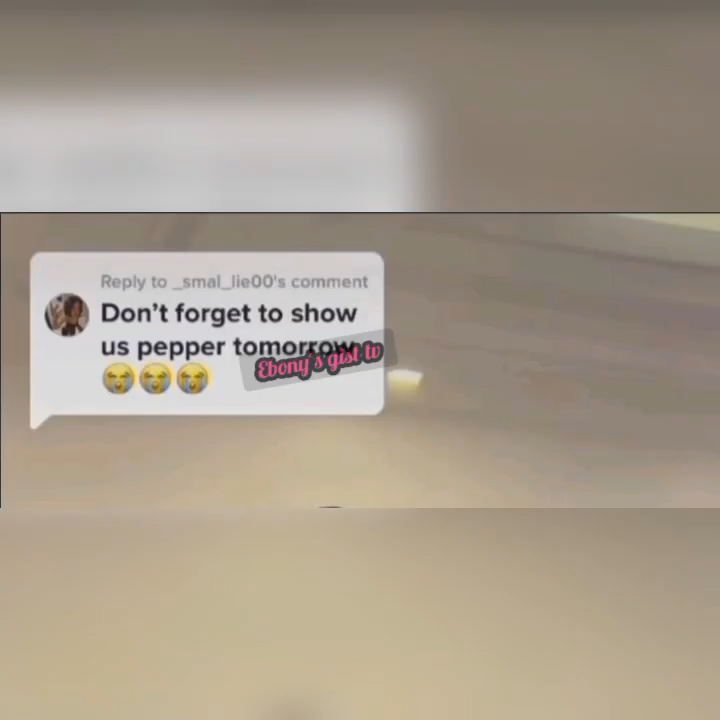 Reply to _smal_lie00's comment
Don't forget to show
us pepper tomorrow
😭😭😭
Ebony's gist tv